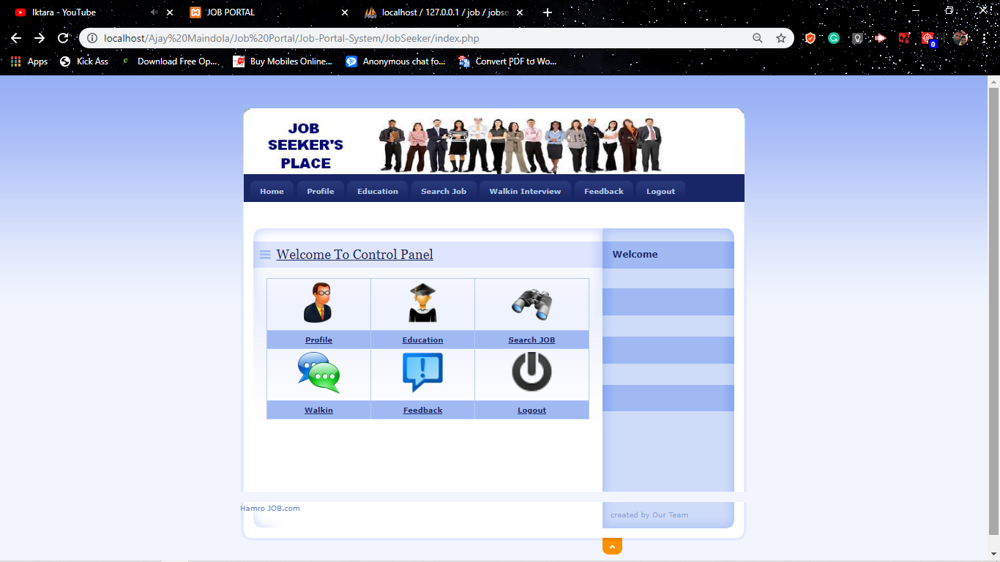 Iktara - YouTube
JOB PORTAL
localhost / 127.0.0.1 / job / jobse
localhost/Ajay%20Maindola/Job%20Portal/Job-Portal-System/JobSeeker/index.php
0
Apps
Kick Ass
Download Free Op...
Buy Mobiles Online...
Anonymous chat fo...
Convert PDF to Wo...
JOB
SEEKER'S
PLACE
Home Profile Education Search Job Walkin Interview Feedback Logout
Welcome To Control Panel
Welcome
Profile Education Search JOB
Walkin Feedback Logout
Hamro JOB.com
created by Our Team